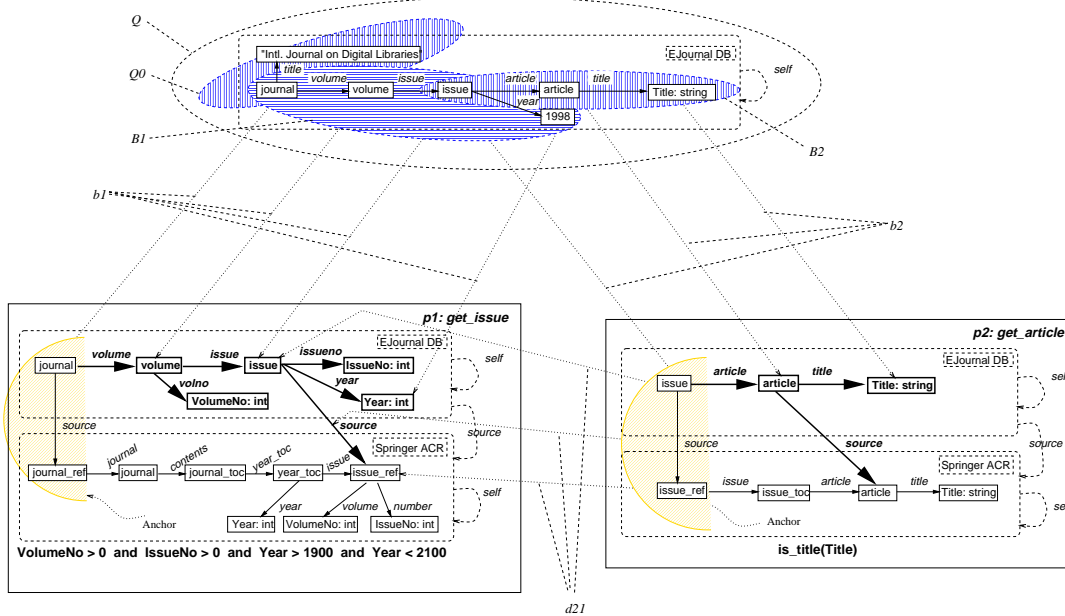 Q
"Intl. Journal on Digital Libraries"
EJournal DB
title
volume
issue
article
title
self
Q0
journal
volume
issue
article
Title: string
year
1998
B1
B2
b1
b2
p1: get_issue
EJournal DB
volume
issue
issueno
self
journal
volume
issue
IssueNo: int
volno
year
VolumeNo: int
Year: int
source
source
source
Springer ACR
journal
contents
year_toc
issue
journal_ref
journal
journal_toc
year_toc
issue_ref
self
year
volume
number
Year: int
VolumeNo: int
IssueNo: int
Anchor
VolumeNo > 0 and IssueNo > 0 and Year > 1900 and Year < 2100
p2: get_article
EJournal DB
article
title
self
issue
article
Title: string
source
source
source
Springer ACR
issue
article
title
issue_ref
issue_toc
article
Title: string
self
Anchor
is_title(Title)
d21